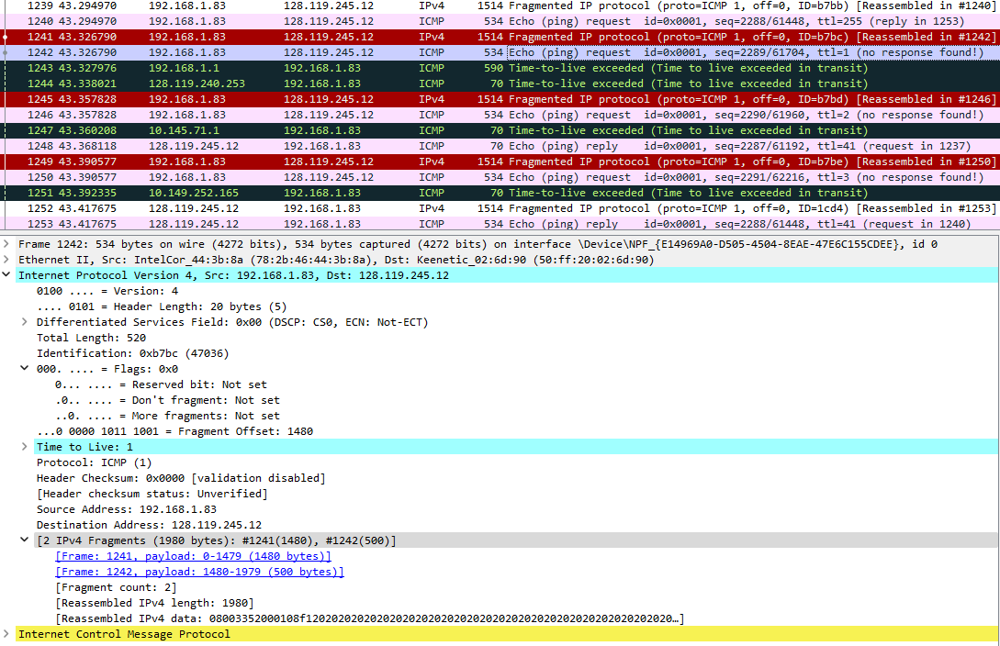 1239 43.294970 192.168.1.83 128.119.245.12 IPv4 1514 Fragmented IP protocol (proto=ICMP 1, off=0, ID=b7bb) [Reassembled in #1240]
1240 43.294970 192.168.1.83 128.119.245.12 ICMP 534 Echo (ping) request id=0x0001, seq=2288/61448, ttl=255 (reply in 1253)
1241 43.326790 192.168.1.83 128.119.245.12 IPv4 1514 Fragmented IP protocol (proto=ICMP 1, off=0, ID=b7bc) [Reassembled in #1242]
1242 43.326790 192.168.1.83 128.119.245.12 ICMP 534 Echo (ping) request id=0x0001, seq=2289/61704, ttl=1 (no response found!)
1243 43.327976 192.168.1.1 192.168.1.83 ICMP 590 Time-to-live exceeded (Time to live exceeded in transit)
1244 43.338021 128.119.240.253 192.168.1.83 ICMP 70 Time-to-live exceeded (Time to live exceeded in transit)
1245 43.357828 192.168.1.83 128.119.245.12 IPv4 1514 Fragmented IP protocol (proto=ICMP 1, off=0, ID=b7bd) [Reassembled in #1246]
1246 43.357828 192.168.1.83 128.119.245.12 ICMP 534 Echo (ping) request id=0x0001, seq=2290/61960, ttl=2 (no response found!)
1247 43.360208 10.145.71.1 192.168.1.83 ICMP 70 Time-to-live exceeded (Time to live exceeded in transit)
1248 43.368118 128.119.245.12 192.168.1.83 ICMP 70 Echo (ping) reply id=0x0001, seq=2287/61192, ttl=41 (request in 1237)
1249 43.390577 192.168.1.83 128.119.245.12 IPv4 1514 Fragmented IP protocol (proto=ICMP 1, off=0, ID=b7be) [Reassembled in #1250]
1250 43.390577 192.168.1.83 128.119.245.12 ICMP 534 Echo (ping) request id=0x0001, seq=2291/62216, ttl=3 (no response found!)
1251 43.392335 10.149.252.165 192.168.1.83 ICMP 70 Time-to-live exceeded (Time to live exceeded in transit)
1252 43.417675 128.119.245.12 192.168.1.83 IPv4 1514 Fragmented IP protocol (proto=ICMP 1, off=0, ID=1cd4) [Reassembled in #1253]
1253 43.417675 128.119.245.12 192.168.1.83 ICMP 534 Echo (ping) reply id=0x0001, seq=2288/61448, ttl=41 (request in 1240)
Frame 1242: 534 bytes on wire (4272 bits), 534 bytes captured (4272 bits) on interface \Device\NPF_{E14969A0-D505-4504-8EAE-47E6C155CDEE}, id 0
Ethernet II, Src: IntelCor_44:3b:8a (78:2b:46:44:3b:8a), Dst: Keenetic_02:6d:90 (50:ff:20:02:6d:90)
Internet Protocol Version 4, Src: 192.168.1.83, Dst: 128.119.245.12
0100 .... = Version: 4
.... 0101 = Header Length: 20 bytes (5)
Differentiated Services Field: 0x00 (DSCP: CS0, ECN: Not-ECT)
Total Length: 520
Identification: 0xb7bc (47036)
000. .... = Flags: 0x0
0... .... = Reserved bit: Not set
.0.. .... = Don't fragment: Not set
..0. .... = More fragments: Not set
...0 0000 1011 1001 = Fragment Offset: 1480
Time to Live: 1
Protocol: ICMP (1)
Header Checksum: 0x0000 [validation disabled]
[Header checksum status: Unverified]
Source Address: 192.168.1.83
Destination Address: 128.119.245.12
[2 IPv4 Fragments (1980 bytes): #1241(1480), #1242(500)]
[Frame: 1241, payload: 0-1479 (1480 bytes)]
[Frame: 1242, payload: 1480-1979 (500 bytes)]
[Fragment count: 2]
[Reassembled IPv4 length: 1980]
[Reassembled IPv4 data: 08003352000108f12020202020202020202020202020202020202020202020202020202020…]
Internet Control Message Protocol